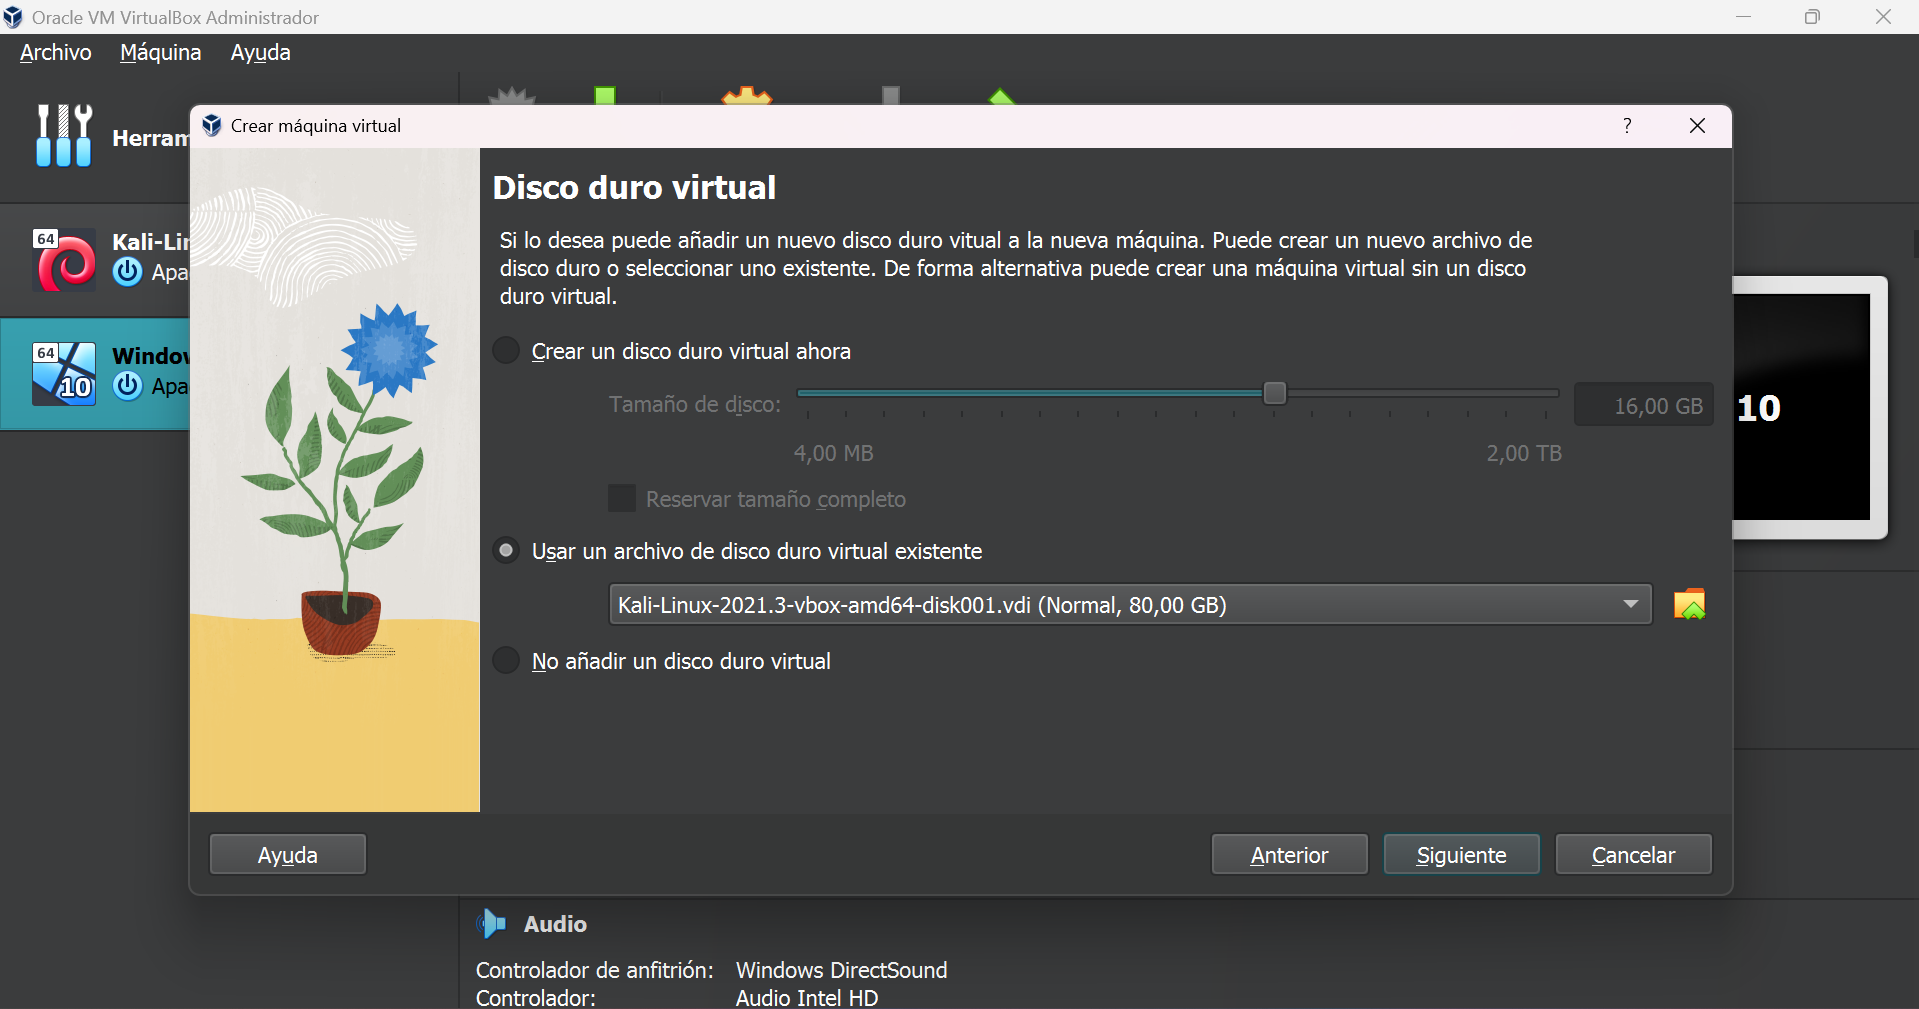 Oracle VM VirtualBox Administrador
Archivo Máquina Ayuda
Herram
Crear máquina virtual ?
64
Kali-Lin
Apa
64
10
Window
Apa
Disco duro virtual
Si lo desea puede añadir un nuevo disco duro vitual a la nueva máquina. Puede crear un nuevo archivo de
disco duro o seleccionar uno existente. De forma alternativa puede crear una máquina virtual sin un disco
duro virtual.
Crear un disco duro virtual ahora
Tamaño de disco: 16,00 GB
4,00 MB 2,00 TB
Reservar tamaño completo
Usar un archivo de disco duro virtual existente
Kali-Linux-2021.3-vbox-amd64-disk001.vdi (Normal, 80,00 GB)
No añadir un disco duro virtual
10
Ayuda Anterior Siguiente Cancelar
Audio
Controlador de anfitrión: Windows DirectSound
Controlador: Audio Intel HD